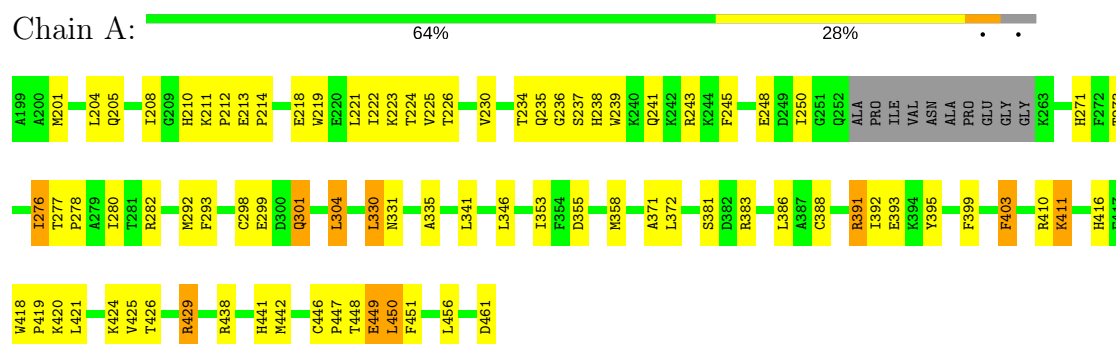 Chain A:
64% 28% • •
A199 A200 M201 L204 Q205 I208 G209 H210 K211 P212 E213 P214 E218 W219 E220 L221 I222 K223 T224 V225 T226 V230 T234 Q235 G236 S237 H238 W239 K240 Q241 K242 R243 K244 F245 E248 D249 I250 G251 Q252 ALA PRO ILE VAL ASN ALA PRO GLU GLY GLY K263 H271 F272
I276 T277 P278 A279 I280 T281 R282 M292 F293 C298 E299 D300 Q301 L304 L330 N331 A335 L341 L346 I353 F354 D355 M358 A371 L372 S381 D382 R383 L386 A387 C388 R391 I392 E393 K394 Y395 F399 F403 R410 K411 H416
W418 P419 K420 L421 K424 V425 T426 R429 R438 H441 M442 C446 P447 T448 E449 L450 F451 L456 D461